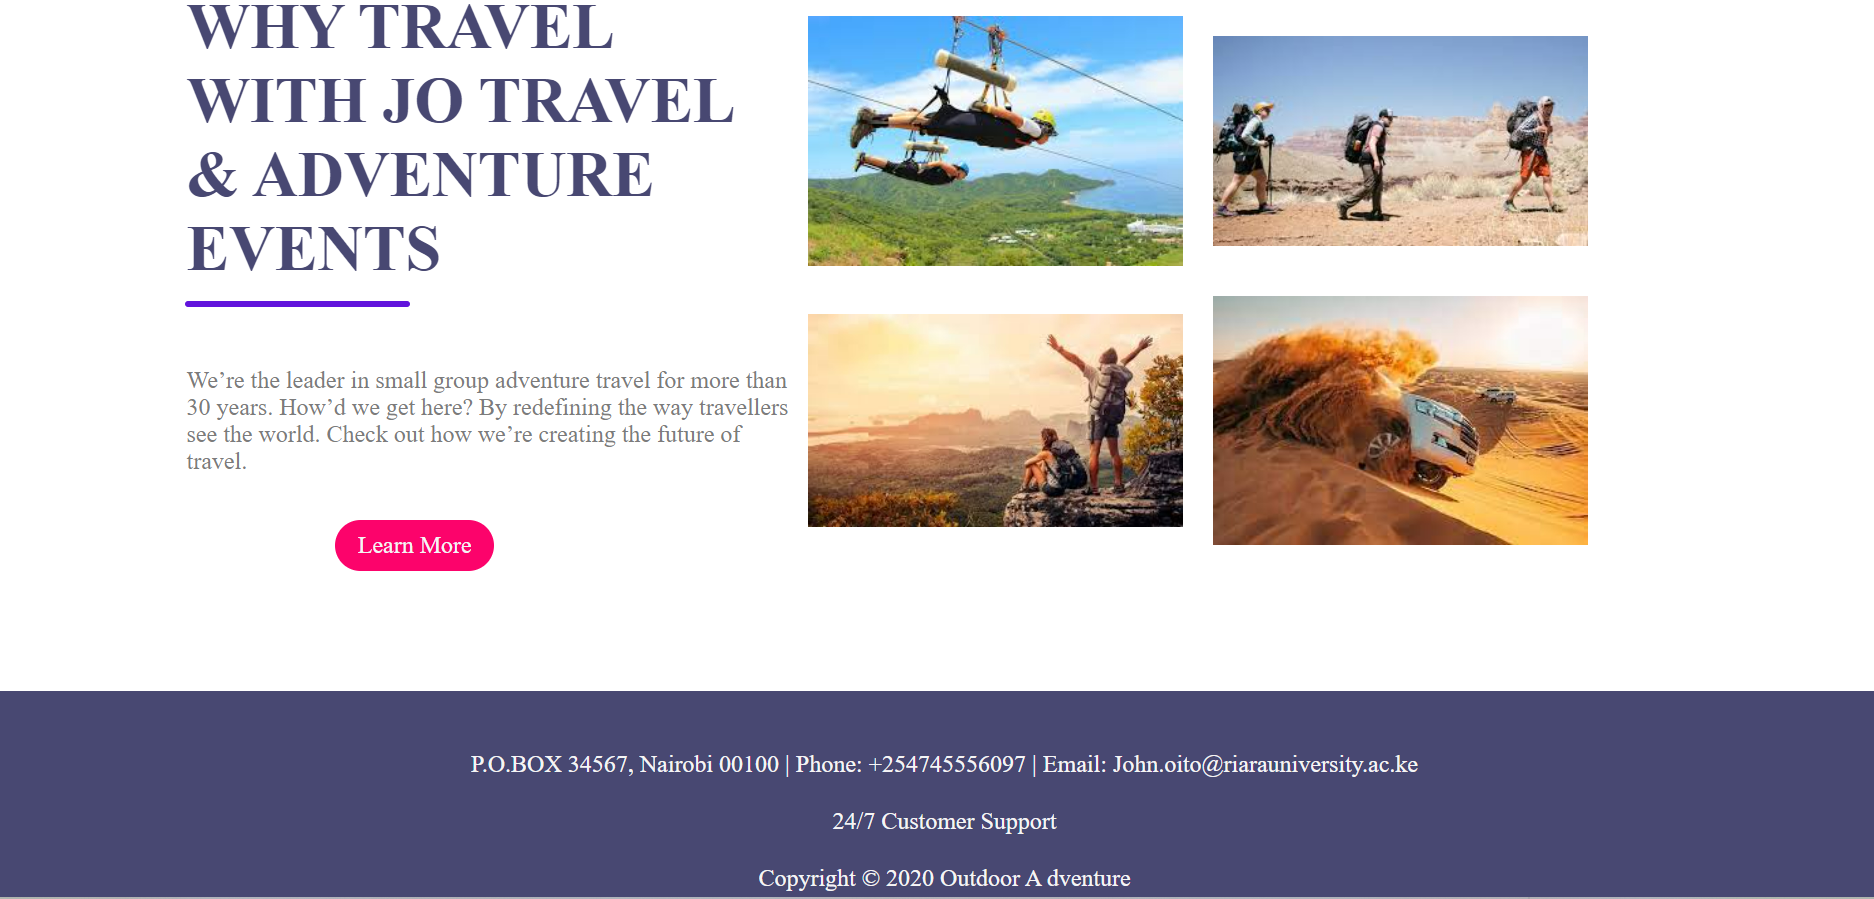 WHY TRAVEL
WITH JO TRAVEL
& ADVENTURE
EVENTS
We’re the leader in small group adventure travel for more than
30 years. How’d we get here? By redefining the way travellers
see the world. Check out how we’re creating the future of
travel.
Learn More
P.O.BOX 34567, Nairobi 00100 | Phone: +254745556097 | Email: John.oito@riarauniversity.ac.ke
24/7 Customer Support
Copyright © 2020 Outdoor A dventure